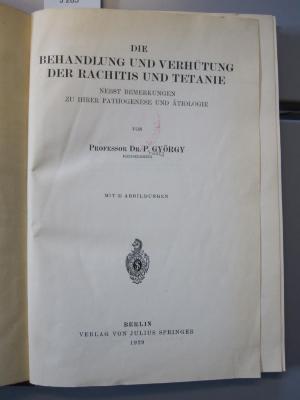 DIE
BEHANDLUNG UND VERHÜTUNG
DER RACHITIS UND TETANIE
NEBST BEMERKUNGEN
ZU IHRER PATHOGENESE UND ÄTIOLOGIE
VON
PROFESSOR DR. P. GYÖRGY
BERLIN
VERLAG VON JULIUS SPRINGER
1929